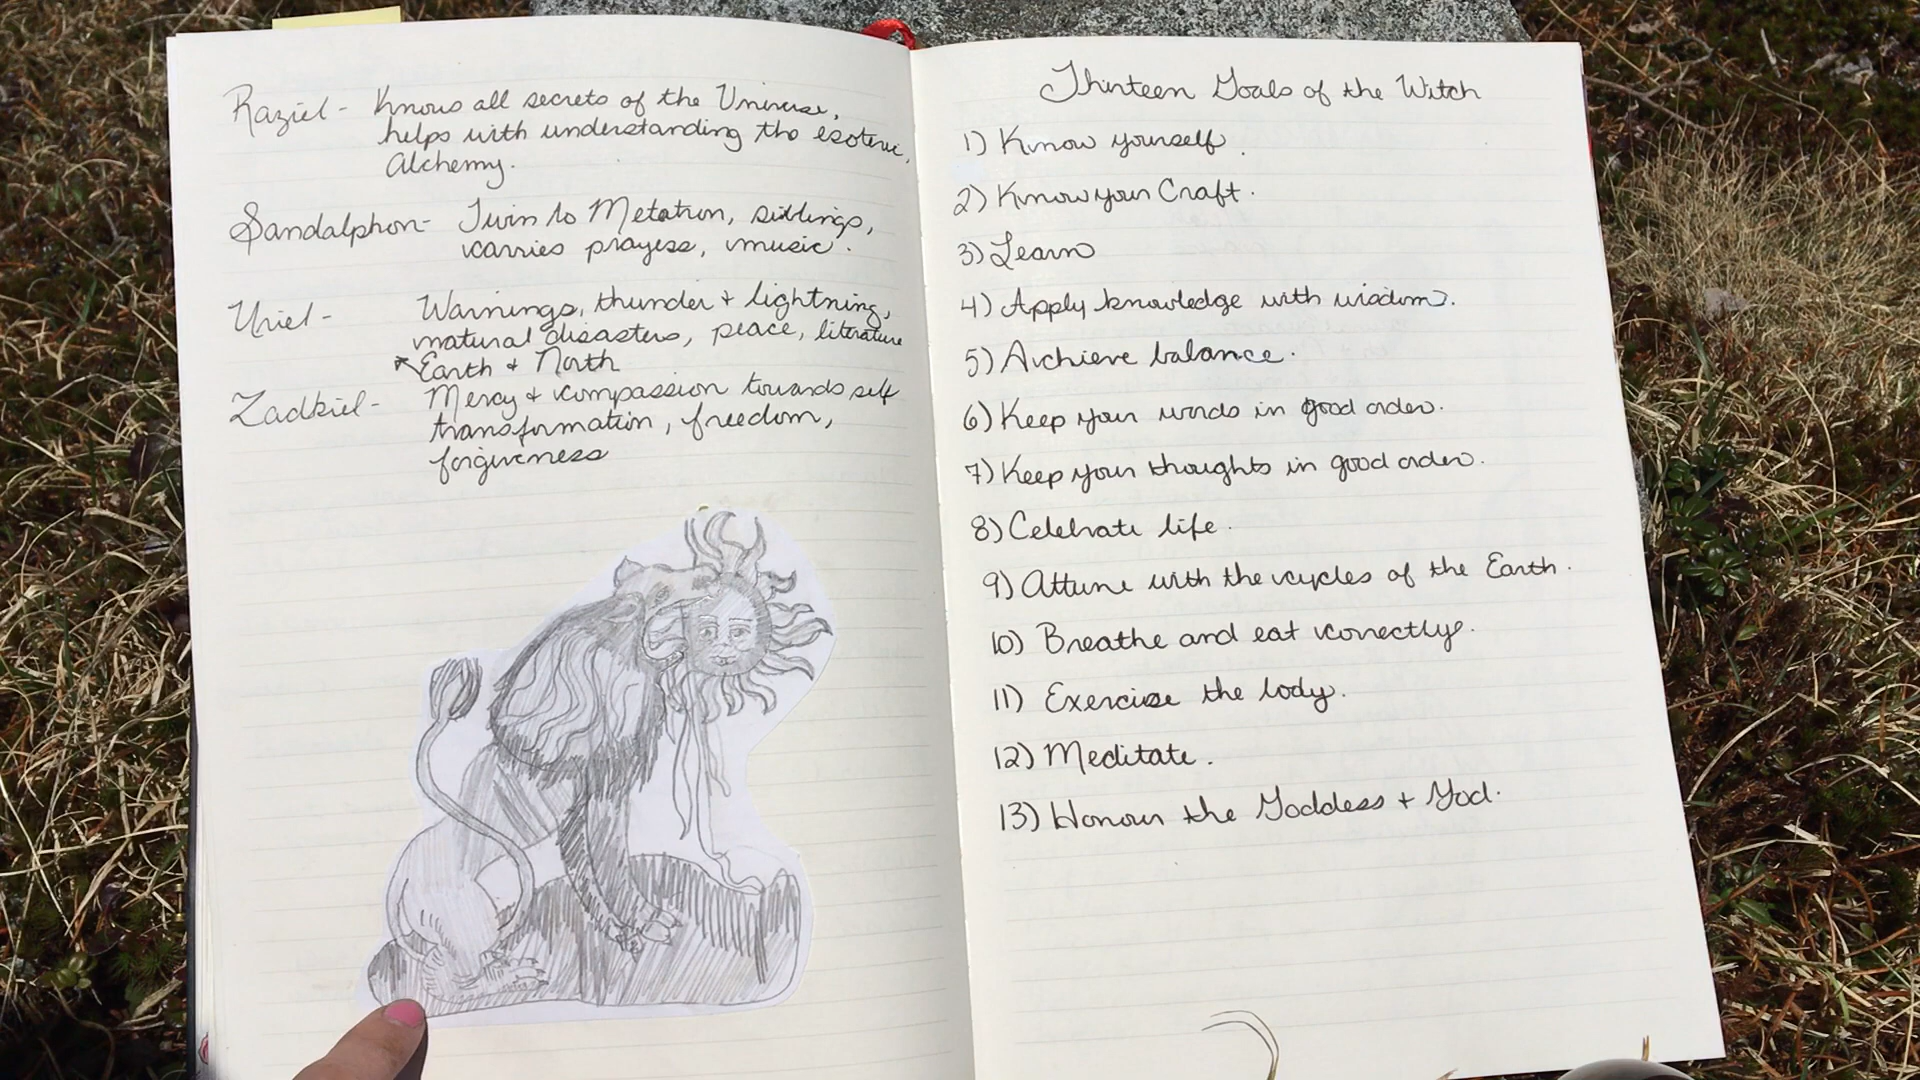 Raziel - Knows all secrets of the Universe,
helps with understanding the esoteric,
Alchemy.
Sandalphon - Twin to Metatron, siblings,
carries prayers, music.
Uriel - Warnings, thunder + lightning,
natural disasters, peace, literature
Earth + North
Zadkiel - Mercy + compassion towards self
transformation, freedom,
forgiveness
Thirteen Goals of the Witch
1) Know yourself.
2) Know your Craft.
3) Learn
4) Apply knowledge with wisdom.
5) Achieve balance.
6) Keep your words in good order.
7) Keep your thoughts in good order.
8) Celebrate life.
9) Attune with the cycles of the Earth.
10) Breathe and eat correctly.
11) Exercise the body.
12) Meditate.
13) Honour the Goddess + God.